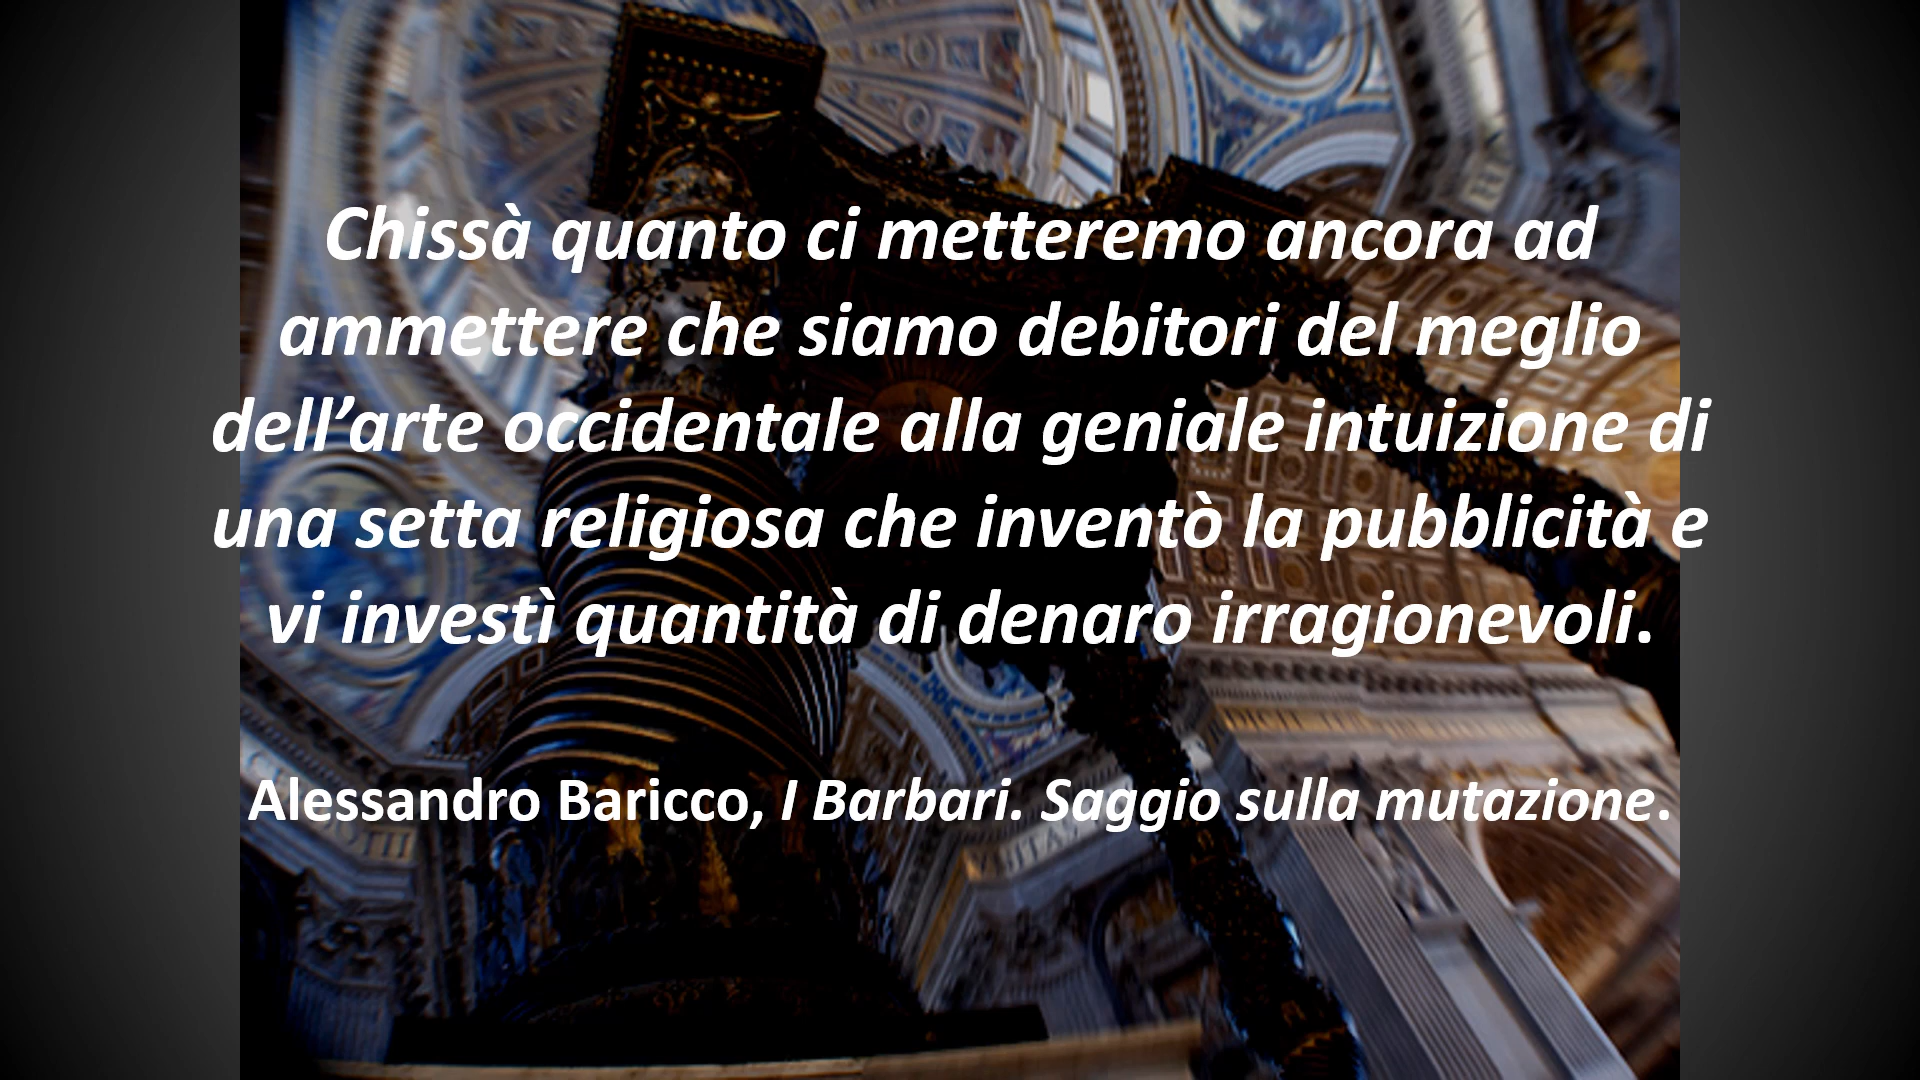 Chissà quanto ci metteremo ancora ad
ammettere che siamo debitori del meglio
dell’arte occidentale alla geniale intuizione di
una setta religiosa che inventò la pubblicità e
vi investì quantità di denaro irragionevoli.
Alessandro Baricco, I Barbari. Saggio sulla mutazione.